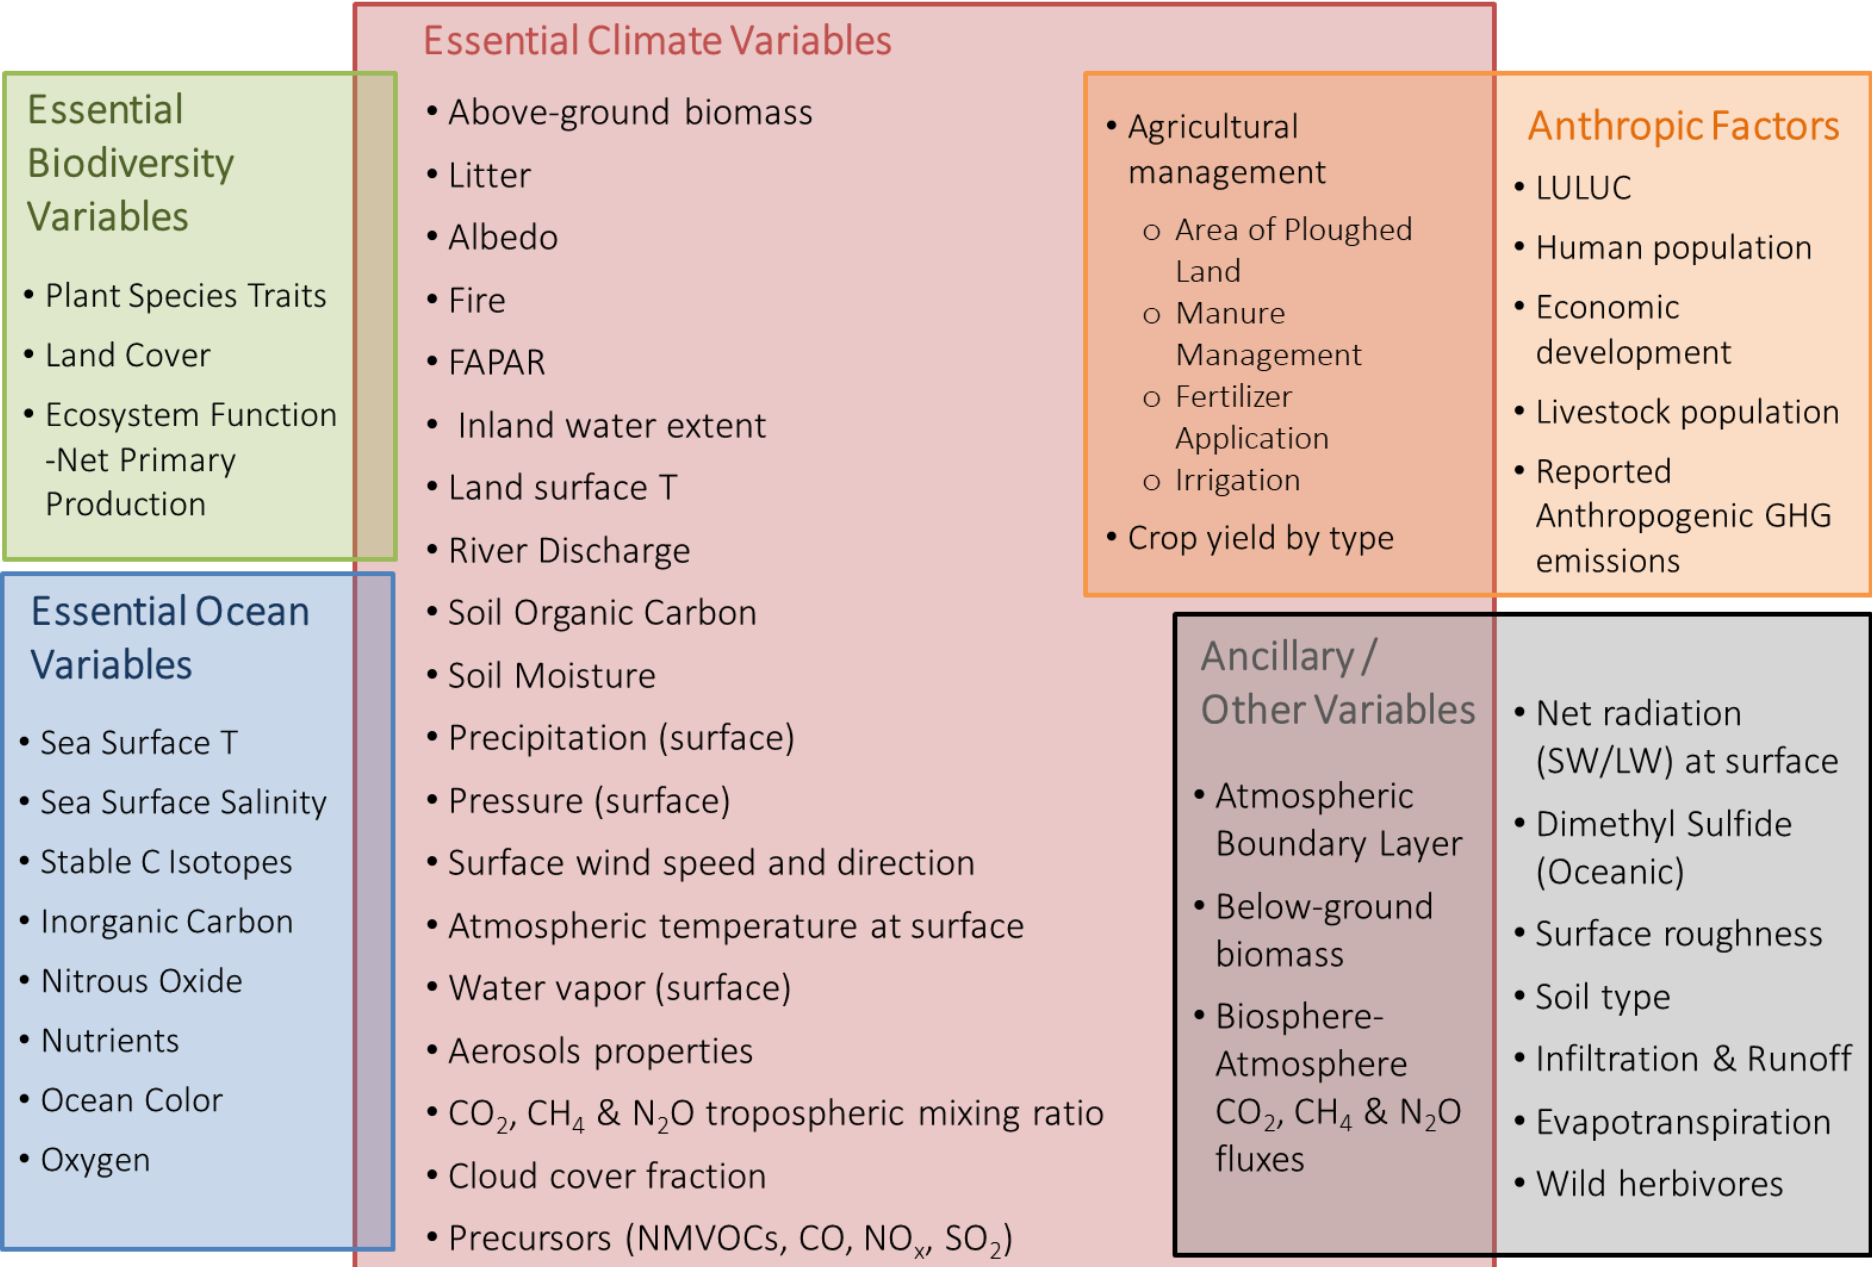 Essential Climate Variables
• Above-ground biomass
• Litter
• Albedo
• Fire
• FAPAR
• Inland water extent
• Land surface T
• River Discharge
• Soil Organic Carbon
• Soil Moisture
• Precipitation (surface)
• Pressure (surface)
• Surface wind speed and direction
• Atmospheric temperature at surface
• Water vapor (surface)
• Aerosols properties
• CO₂, CH₄ & N₂O tropospheric mixing ratio
• Cloud cover fraction
• Precursors (NMVOCs, CO, NOₓ, SO₂)
Essential
Biodiversity
Variables
• Plant Species Traits
• Land Cover
• Ecosystem Function
-Net Primary
Production
Essential Ocean
Variables
• Sea Surface T
• Sea Surface Salinity
• Stable C Isotopes
• Inorganic Carbon
• Nitrous Oxide
• Nutrients
• Ocean Color
• Oxygen
• Agricultural
management
o Area of Ploughed
Land
o Manure
Management
o Fertilizer
Application
o Irrigation
• Crop yield by type
Anthropic Factors
• LULUC
• Human population
• Economic
development
• Livestock population
• Reported
Anthropogenic GHG
emissions
Ancillary /
Other Variables
• Atmospheric
Boundary Layer
• Below-ground
biomass
• Biosphere-
Atmosphere
CO₂, CH₄ & N₂O
fluxes
• Net radiation
(SW/LW) at surface
• Dimethyl Sulfide
(Oceanic)
• Surface roughness
• Soil type
• Infiltration & Runoff
• Evapotranspiration
• Wild herbivores